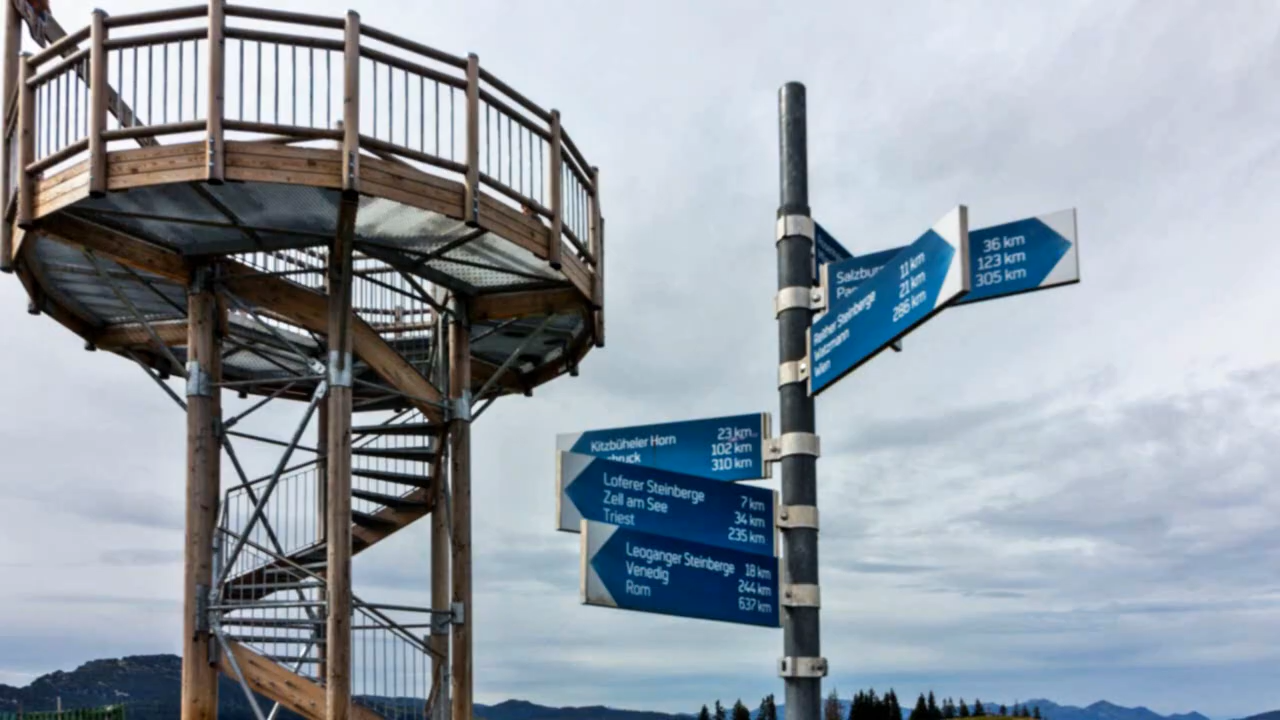 Salzburg 36 km
123 km
305 km
Reither Steinberge 11 km
Watzmann 21 km
Wien 286 km
Kitzbüheler Horn 23 km
102 km
310 km
Loferer Steinberge 7 km
Zell am See 34 km
Triest 235 km
Leoganger Steinberge 18 km
Venedig 244 km
Rom 637 km